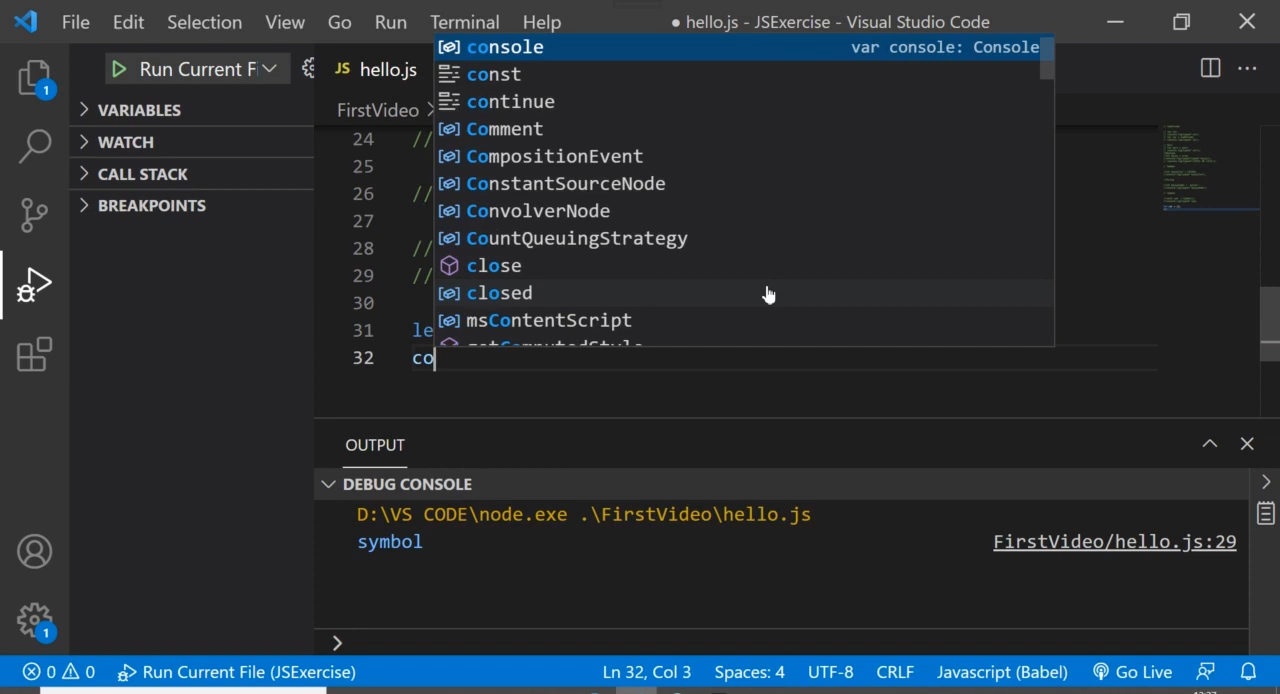 File Edit Selection View Go Run Terminal Help ● hello.js - JSExercise - Visual Studio Code
Run Current Fi
JS hello.js
VARIABLES
WATCH
CALL STACK
BREAKPOINTS
FirstVideo >
console var console: Console
const
continue
Comment
CompositionEvent
ConstantSourceNode
ConvolverNode
CountQueuingStrategy
close
closed
msContentScript
getComputedStyle
24 //
25
26 //
27
28 //
29 //
30
31 le
32 co
1
OUTPUT
DEBUG CONSOLE
D:\VS CODE\node.exe .\FirstVideo\hello.js
symbol FirstVideo/hello.js:29
>
1
0 0 Run Current File (JSExercise) Ln 32, Col 3 Spaces: 4 UTF-8 CRLF Javascript (Babel) Go Live